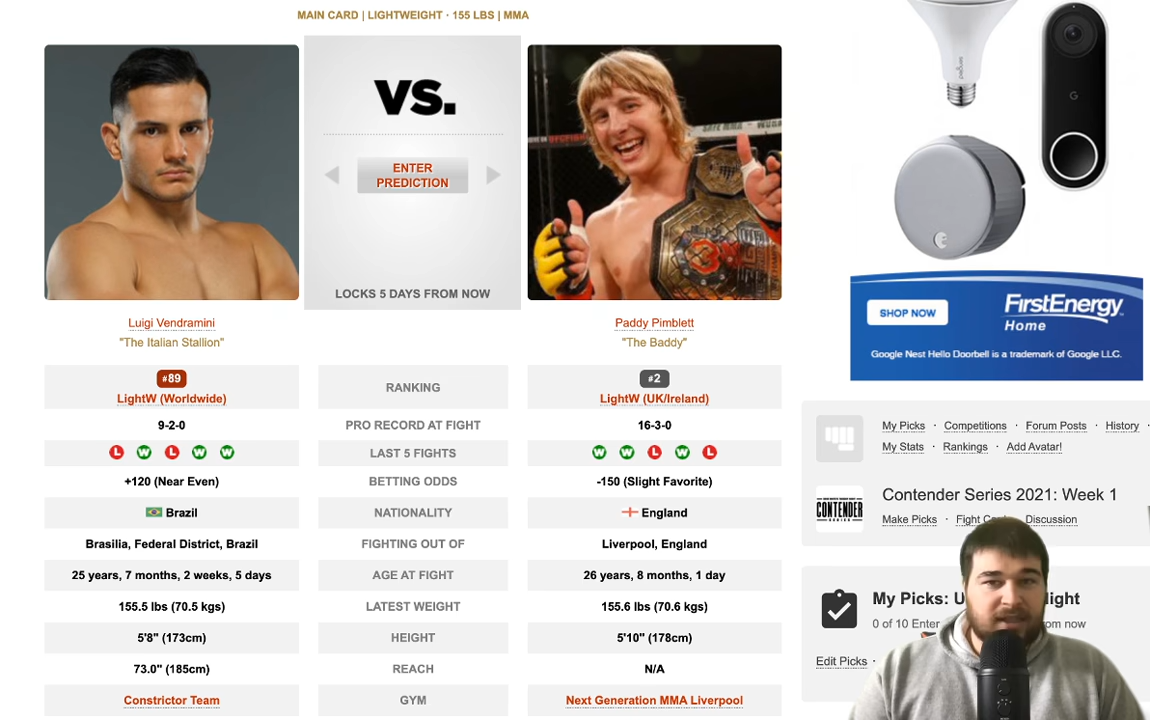 MAIN CARD | LIGHTWEIGHT · 155 LBS | MMA
VS.
ENTER
PREDICTION
LOCKS 5 DAYS FROM NOW
Luigi Vendramini
"The Italian Stallion"
Paddy Pimblett
"The Baddy"
#89
LightW (Worldwide)
RANKING
#2
LightW (UK/Ireland)
9-2-0
PRO RECORD AT FIGHT
16-3-0
L W L W W
LAST 5 FIGHTS
W W L W L
+120 (Near Even)
BETTING ODDS
-150 (Slight Favorite)
Brazil
NATIONALITY
England
Brasilia, Federal District, Brazil
FIGHTING OUT OF
Liverpool, England
25 years, 7 months, 2 weeks, 5 days
AGE AT FIGHT
26 years, 8 months, 1 day
155.5 lbs (70.5 kgs)
LATEST WEIGHT
155.6 lbs (70.6 kgs)
5'8" (173cm)
HEIGHT
5'10" (178cm)
73.0" (185cm)
REACH
N/A
Constrictor Team
GYM
Next Generation MMA Liverpool
sengled
G
SHOP NOW
FirstEnergy
Home
Google Nest Hello Doorbell is a trademark of Google LLC.
My Picks · Competitions · Forum Posts · History ·
My Stats · Rankings · Add Avatar!
CONTENDER
Contender Series 2021: Week 1
Make Picks · Fight · Discussion
My Picks: ight
0 of 10 Enter om now
Edit Picks ·